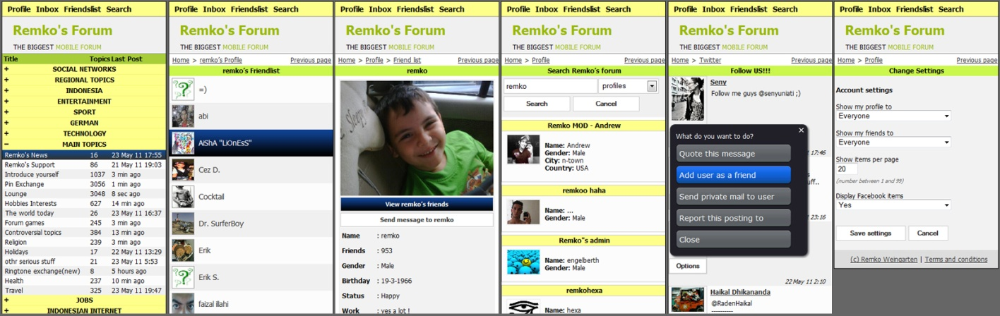 Profile Inbox Friendslist Search
Remko's Forum
THE BIGGEST MOBILE FORUM
Title Topics Last Post
+ SOCIAL NETWORKS
+ REGIONAL TOPICS
+ INDONESIA
+ ENTERTAINMENT
+ SPORT
+ GERMAN
+ TECHNOLOGY
− MAIN TOPICS
Remko's News 16 23 May 11 17:55
Remko's Support 86 21 May 11 19:03
Introduce yourself 1037 3 min ago
Pin Exchange 3056 1 min ago
Lounge 3048 8 sec ago
Hobbies Interests 627 14 min ago
The world today 26 23 May 11 16:37
Forum games 245 3 min ago
Controversial topics 384 13 min ago
Religion 239 3 min ago
Holidays 17 22 May 11 13:29
othr serious stuff 21 23 May 11 5:53
Ringtone exchange(new) 8 5 hours ago
Health 237 10 min ago
Travel 325 23 May 11 19:47
+ JOBS
+ INDONESIAN INTERNET
Profile Inbox Friendslist Search
Remko's Forum
THE BIGGEST MOBILE FORUM
Home > remko's Profile Previous page
remko's Friendlist
=)
abi
AiShA "LiOnEsS"
Cez D.
Cocktail
Dr. SurferBoy
Erik
Erik S.
faizal illahi
Profile Inbox Friendslist Search
Remko's Forum
THE BIGGEST MOBILE FORUM
Home > Profile > Friend list Previous page
remko
Sleepy
View remko's friends
Send message to remko
Name : remko
Friends : 953
Gender : Male
Birthday : 19-3-1966
Status : Happy
Work : yes a lot !
Profile Inbox Friendslist Search
Remko's Forum
THE BIGGEST MOBILE FORUM
Home > Profile Previous page
Search Remko's forum
remko profiles
Search Cancel
Remko MOD - Andrew
Name: Andrew
Gender: Male
City: n-town
Country: USA
remkoo haha
Name: ...
Gender: Male
Remko"s admin
Name: engelberth
Gender: Male
remkohexa
Name: hexa
Profile Inbox Friendslist Search
Remko's Forum
THE BIGGEST MOBILE FORUM
Home > Twitter Previous page
Follow US!!!
Seny
Follow me guys @senyuniati ;)
What do you want to do?
Quote this message
17:46
Add user as a friend
uff..
Send private mail to user
Report this posting to
23:16
Close
Options
22 May 11 2:10
Haikal Dhikananda
@RadenHaikal
----------
Profile Inbox Friendslist Search
Remko's Forum
THE BIGGEST MOBILE FORUM
Home > Profile Previous page
Change Settings
Account settings
Show my profile to
Everyone
Show my friends to
Everyone
Show items per page
20
(number between 1 and 99)
Display Facebook items
Yes
Save settings Cancel
(c) Remko Weingarten | Terms and conditions